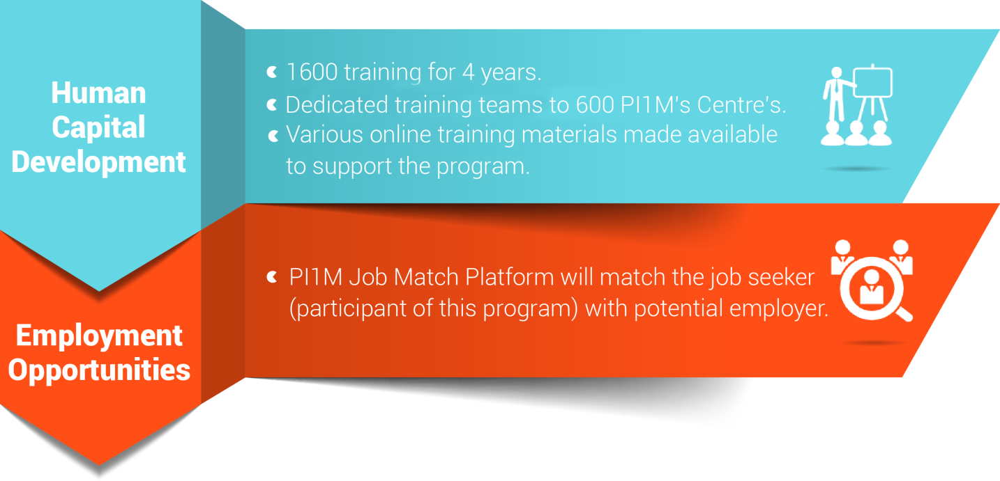 Human
Capital
Development
1600 training for 4 years.
Dedicated training teams to 600 PI1M's Centre's.
Various online training materials made available
to support the program.
Employment
Opportunities
PI1M Job Match Platform will match the job seeker
(participant of this program) with potential employer.